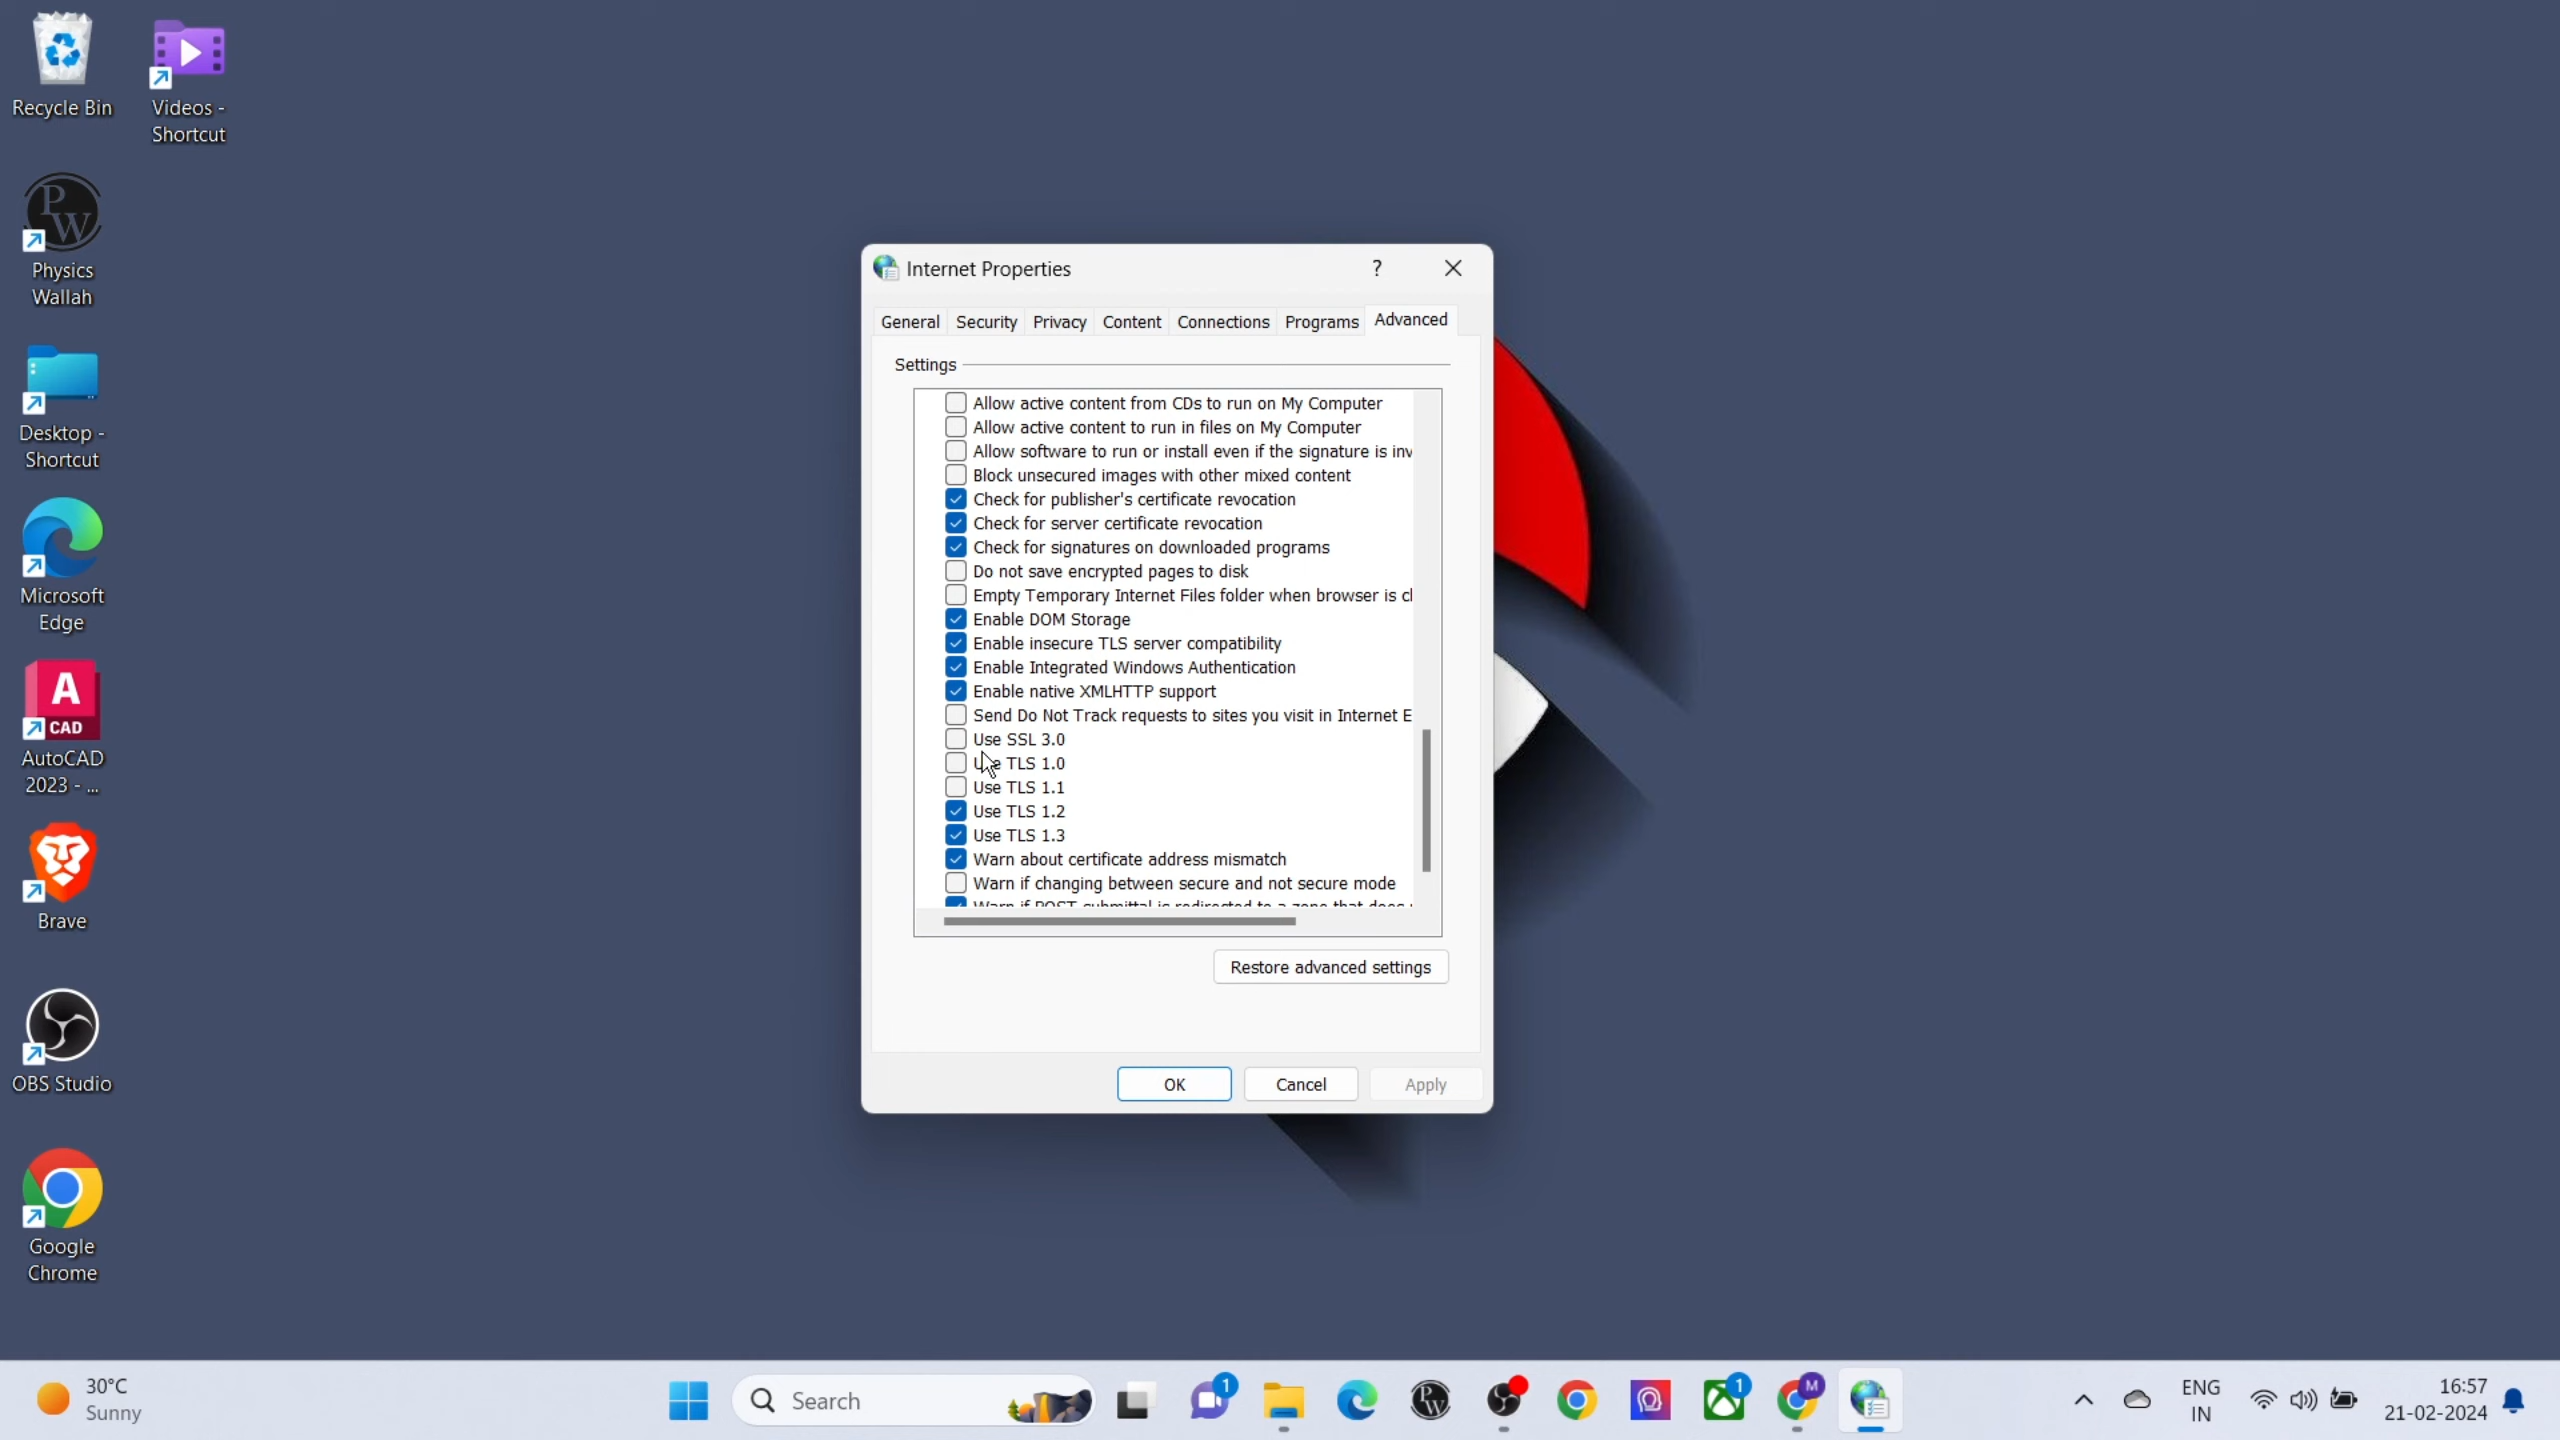 Recycle Bin
Videos -
Shortcut
Physics
Wallah
Desktop -
Shortcut
Microsoft
Edge
A
CAD
AutoCAD
2023 - ...
Brave
OBS Studio
Google
Chrome
Internet Properties
?
General Security Privacy Content Connections Programs Advanced
Settings
Allow active content from CDs to run on My Computer
Allow active content to run in files on My Computer
Allow software to run or install even if the signature is inv
Block unsecured images with other mixed content
Check for publisher's certificate revocation
Check for server certificate revocation
Check for signatures on downloaded programs
Do not save encrypted pages to disk
Empty Temporary Internet Files folder when browser is cl
Enable DOM Storage
Enable insecure TLS server compatibility
Enable Integrated Windows Authentication
Enable native XMLHTTP support
Send Do Not Track requests to sites you visit in Internet E
Use SSL 3.0
Use TLS 1.0
Use TLS 1.1
Use TLS 1.2
Use TLS 1.3
Warn about certificate address mismatch
Warn if changing between secure and not secure mode
Warn if POST submittal is redirected to a zone that does
Restore advanced settings
OK Cancel Apply
30°C
Sunny
Search
1
PW
1
M
ENG
IN
16:57
21-02-2024